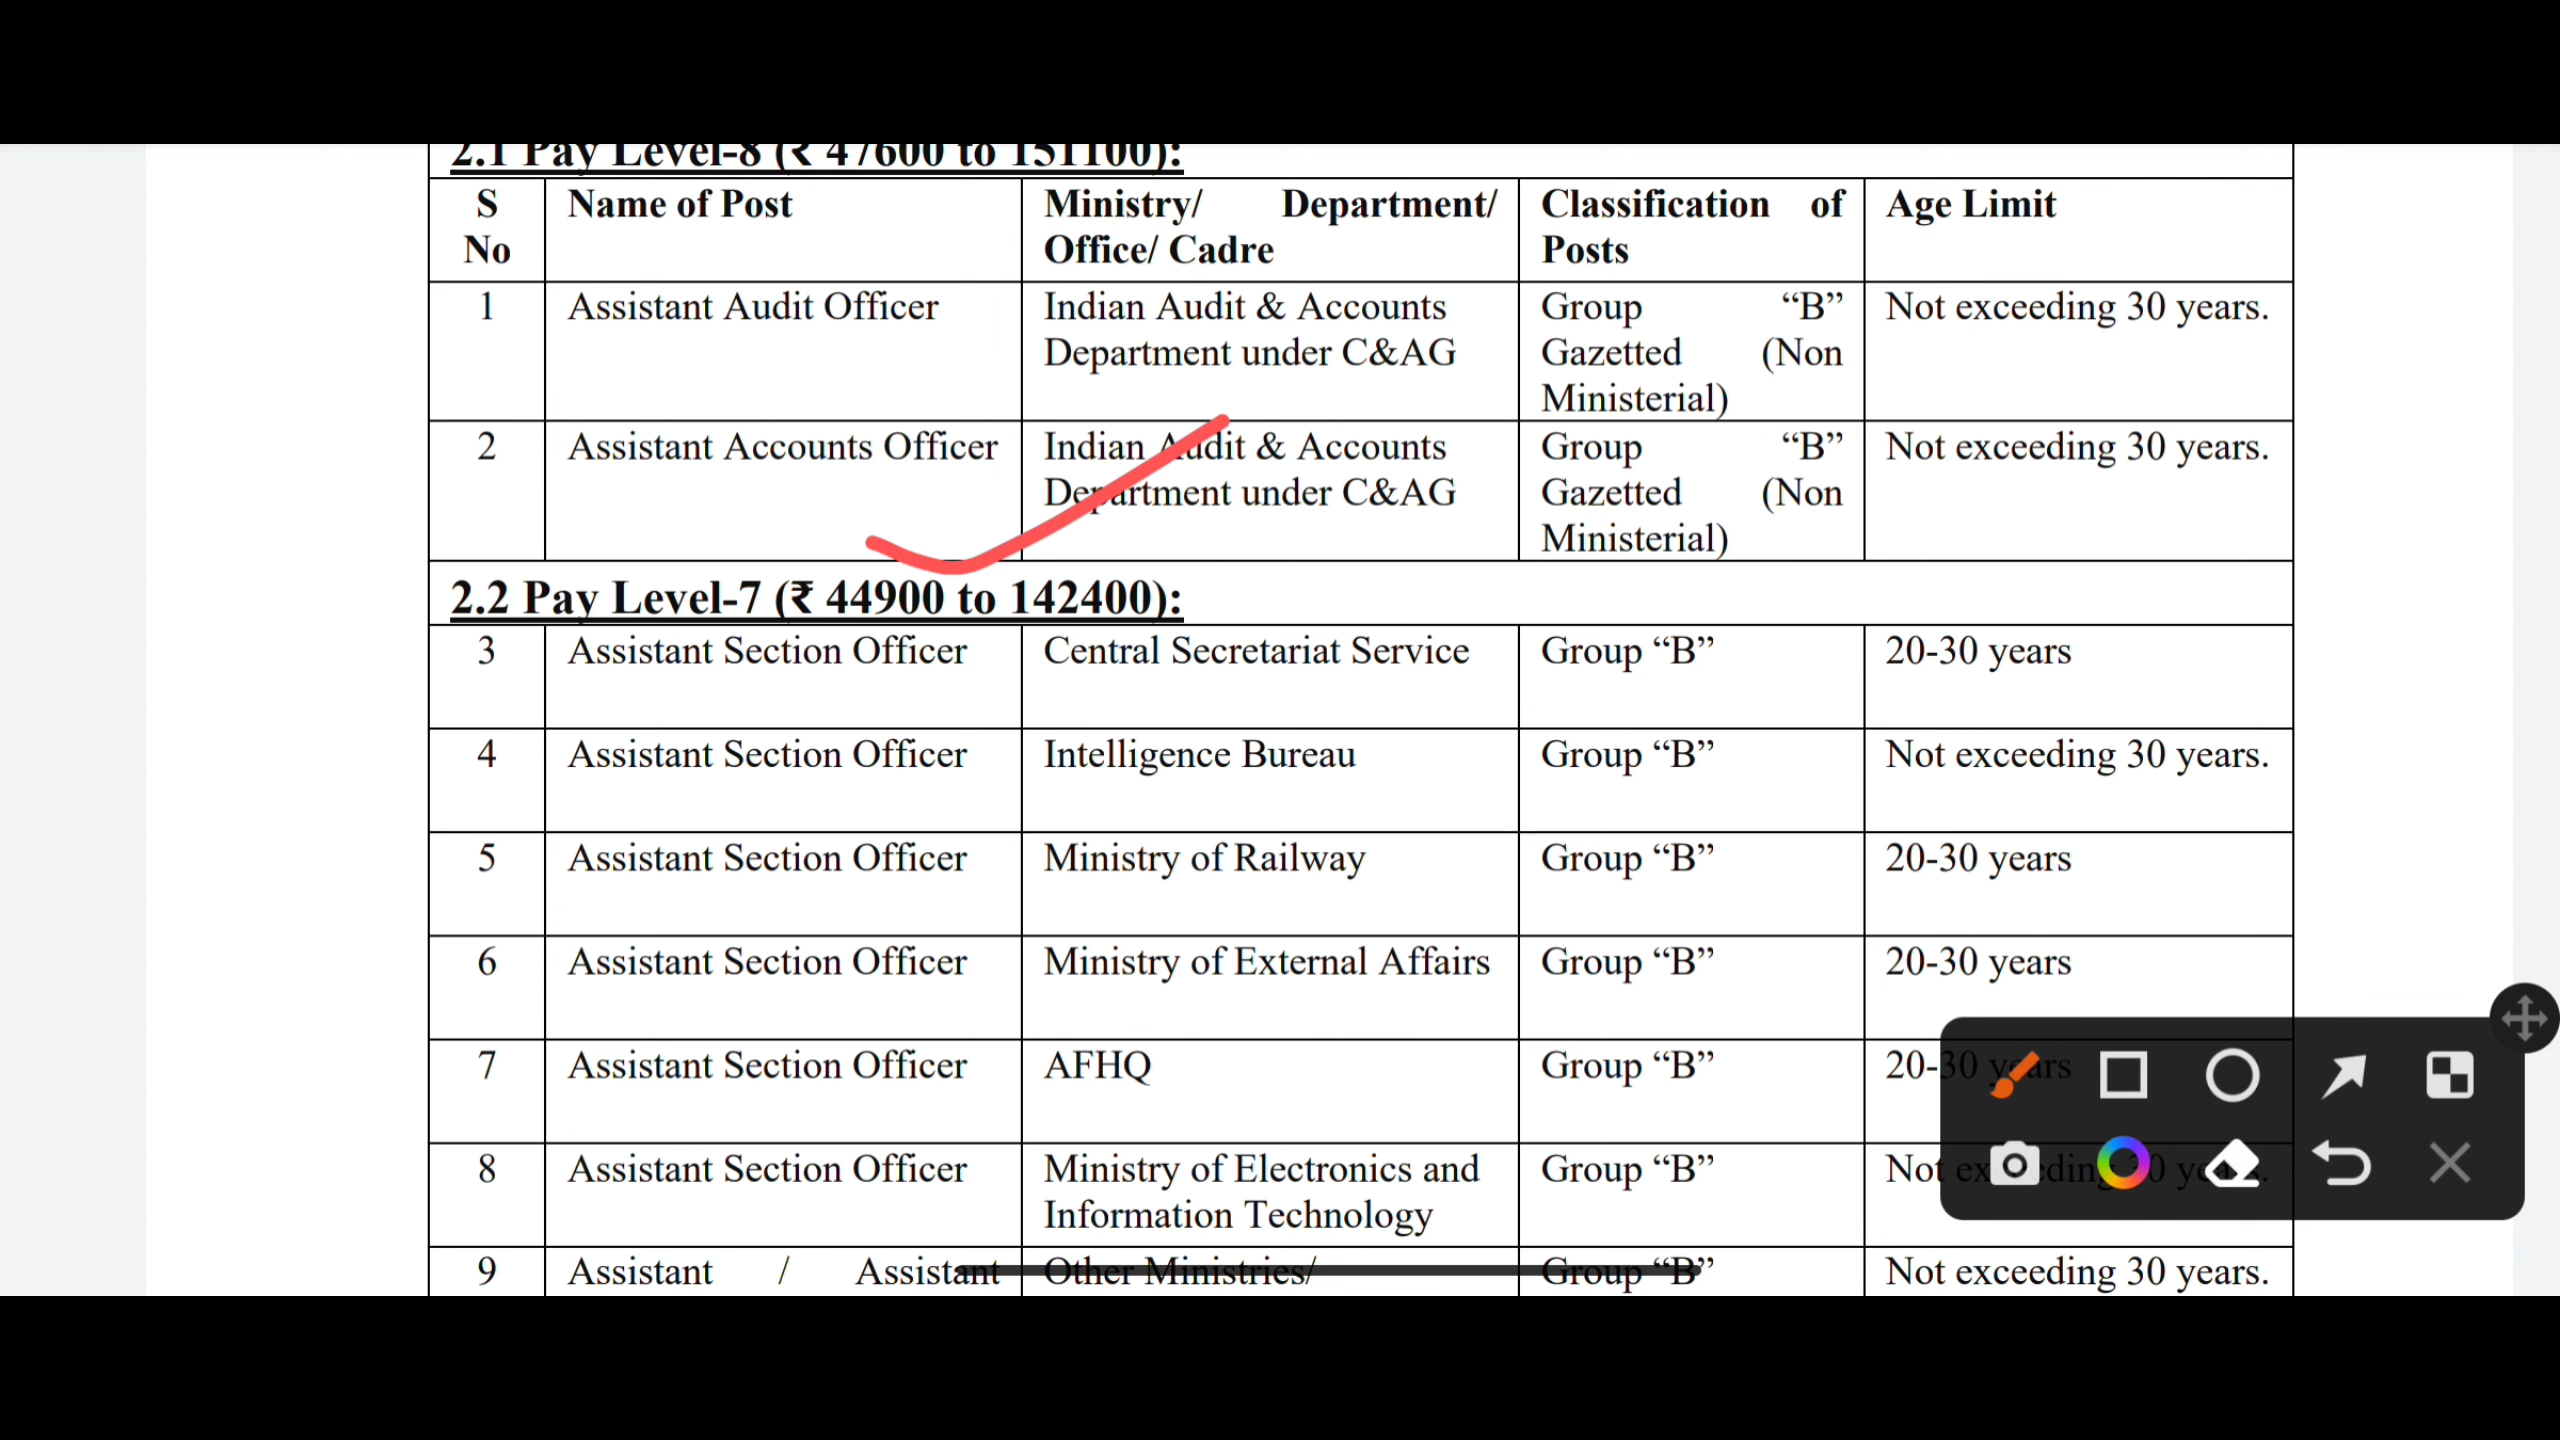 2.1 Pay Level-8 (₹ 47600 to 151100):
S No | Name of Post | Ministry/ Department/ Office/ Cadre | Classification of Posts | Age Limit
1 | Assistant Audit Officer | Indian Audit & Accounts Department under C&AG | Group “B” Gazetted (Non Ministerial) | Not exceeding 30 years.
2 | Assistant Accounts Officer | Indian Audit & Accounts Department under C&AG | Group “B” Gazetted (Non Ministerial) | Not exceeding 30 years.
2.2 Pay Level-7 (₹ 44900 to 142400):
3 | Assistant Section Officer | Central Secretariat Service | Group “B” | 20-30 years
4 | Assistant Section Officer | Intelligence Bureau | Group “B” | Not exceeding 30 years.
5 | Assistant Section Officer | Ministry of Railway | Group “B” | 20-30 years
6 | Assistant Section Officer | Ministry of External Affairs | Group “B” | 20-30 years
7 | Assistant Section Officer | AFHQ | Group “B” | 20-30 years
8 | Assistant Section Officer | Ministry of Electronics and Information Technology | Group “B” | Not exceeding 30 years.
9 | Assistant / Assistant | Other Ministries/ | Group “B” | Not exceeding 30 years.